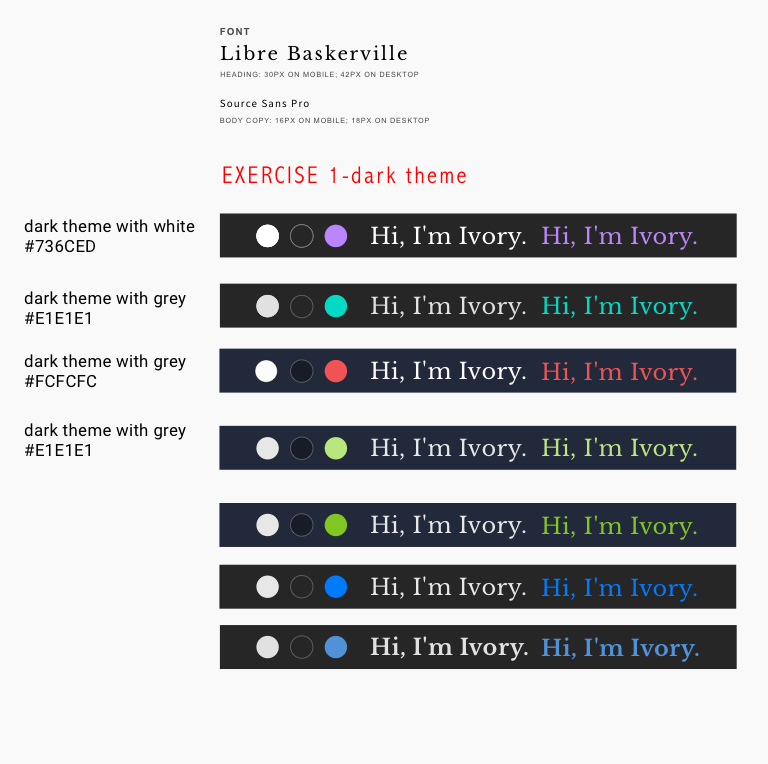 FONT
Libre Baskerville
HEADING: 30PX ON MOBILE; 42PX ON DESKTOP
Source Sans Pro
BODY COPY: 16PX ON MOBILE; 18PX ON DESKTOP
EXERCISE 1-dark theme
dark theme with white
#736CED
Hi, I'm Ivory. Hi, I'm Ivory.
dark theme with grey
#E1E1E1
Hi, I'm Ivory. Hi, I'm Ivory.
dark theme with grey
#FCFCFC
Hi, I'm Ivory. Hi, I'm Ivory.
dark theme with grey
#E1E1E1
Hi, I'm Ivory. Hi, I'm Ivory.
Hi, I'm Ivory. Hi, I'm Ivory.
Hi, I'm Ivory. Hi, I'm Ivory.
Hi, I'm Ivory. Hi, I'm Ivory.